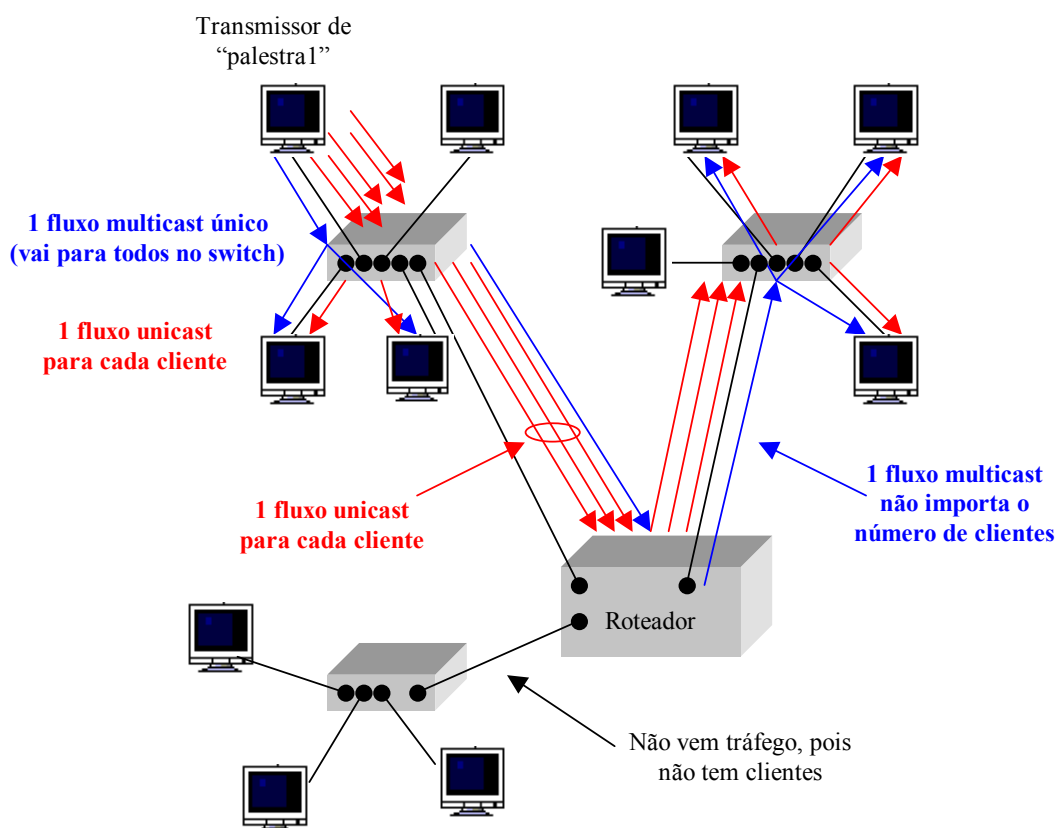 Transmissor de
“palestra1”
1 fluxo multicast único
(vai para todos no switch)
1 fluxo unicast
para cada cliente
1 fluxo unicast
para cada cliente
1 fluxo multicast
não importa o
número de clientes
Roteador
Não vem tráfego, pois
não tem clientes